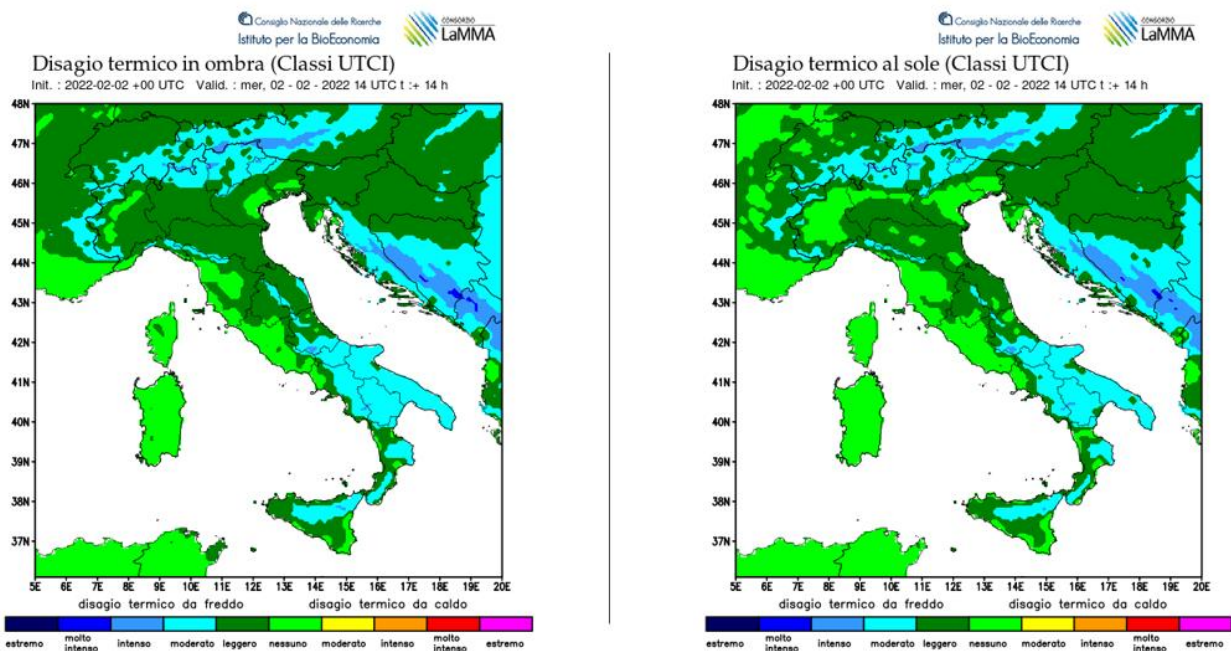 Consiglio Nazionale delle Ricerche
Istituto per la BioEconomia
CONSORZIO
LaMMA
Disagio termico in ombra (Classi UTCI)
Init. : 2022-02-02 +00 UTC Valid. : mer, 02 - 02 - 2022 14 UTC t :+ 14 h
48N
47N
46N
45N
44N
43N
42N
41N
40N
39N
38N
37N
5E 6E 7E 8E 9E 10E 11E 12E 13E 14E 15E 16E 17E 18E 19E 20E
disagio termico da freddo disagio termico da caldo
estremo molto intenso intenso moderato leggero nessuno moderato intenso molto intenso estremo
Consiglio Nazionale delle Ricerche
Istituto per la BioEconomia
CONSORZIO
LaMMA
Disagio termico al sole (Classi UTCI)
Init. : 2022-02-02 +00 UTC Valid. : mer, 02 - 02 - 2022 14 UTC t :+ 14 h
48N
47N
46N
45N
44N
43N
42N
41N
40N
39N
38N
37N
5E 6E 7E 8E 9E 10E 11E 12E 13E 14E 15E 16E 17E 18E 19E 20E
disagio termico da freddo disagio termico da caldo
estremo molto intenso intenso moderato leggero nessuno moderato intenso molto intenso estremo